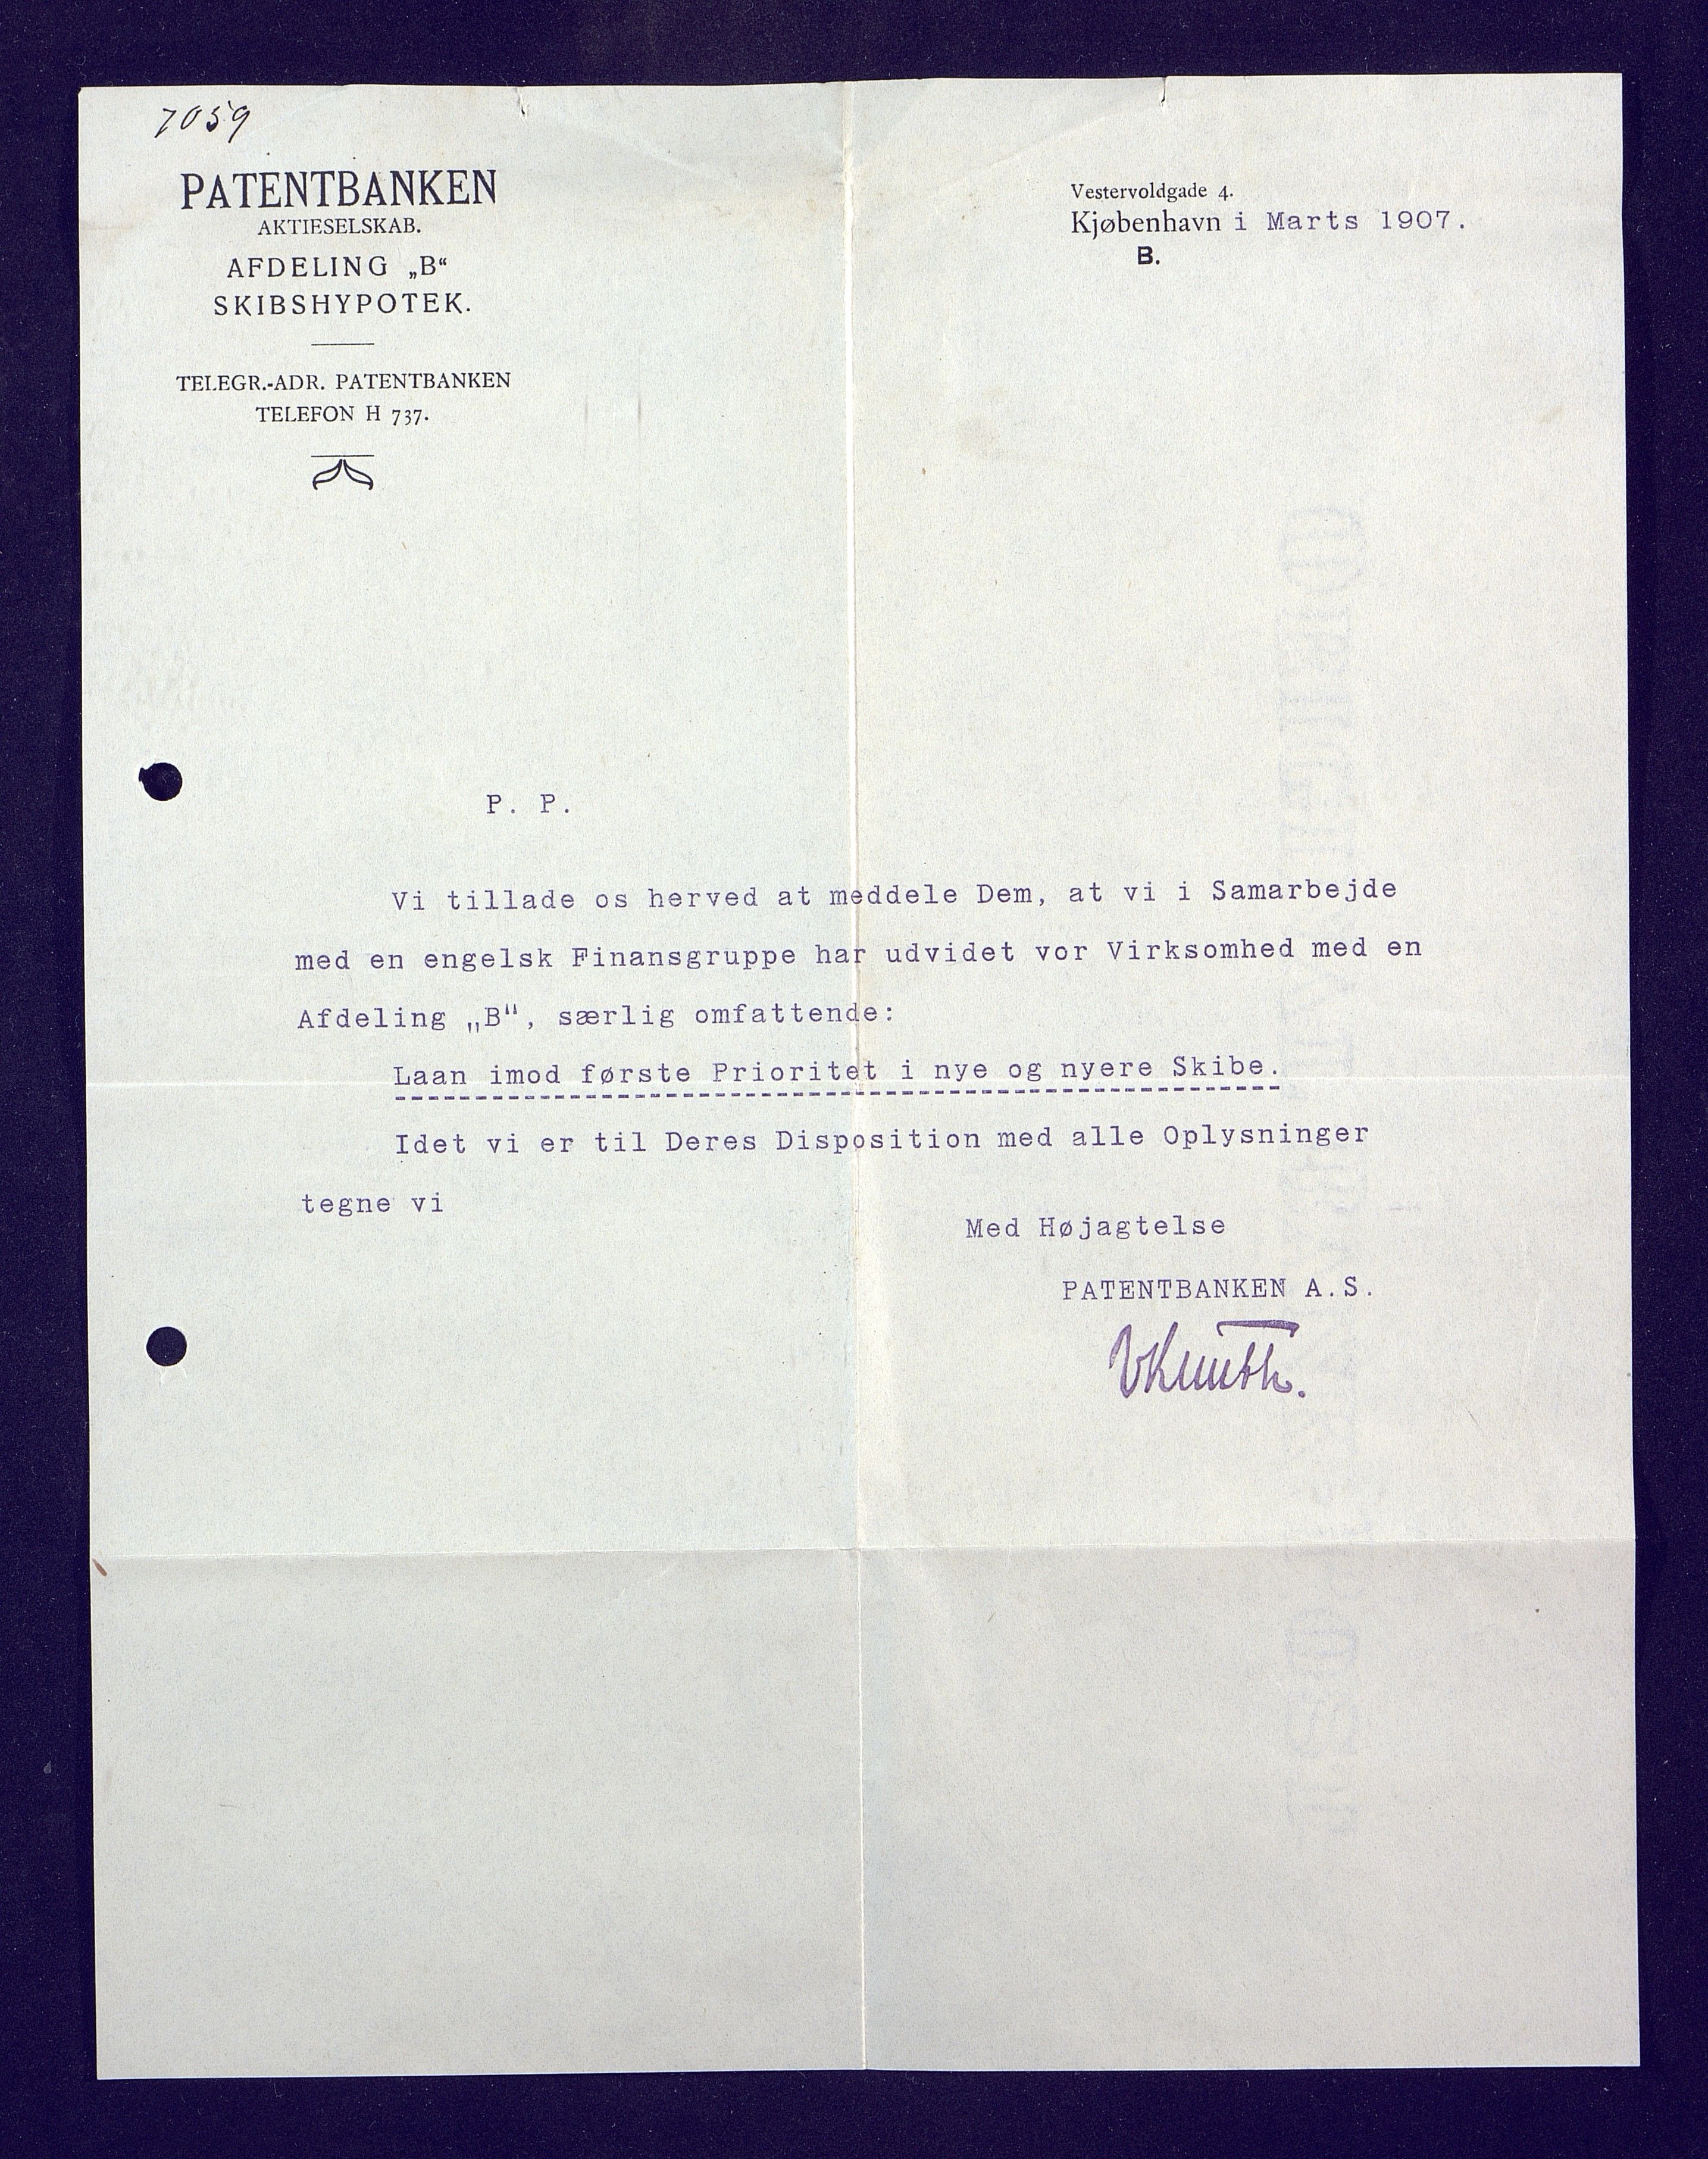 7059
PATENTBANKEN
AKTIESELSKAB.
AFDELING „B“
SKIBSHYPOTEK.
TELEGR.-ADR. PATENTBANKEN
TELEFON H 737.
Vestervoldgade 4.
Kjøbenhavn i Marts 1907.
B.
P. P.
Vi tillade os herved at meddele Dem, at vi i Samarbejde
med en engelsk Finansgruppe har udvidet vor Virksomhed med en
Afdeling „B“, særlig omfattende:
Laan imod første Prioritet i nye og nyere Skibe.
Idet vi er til Deres Disposition med alle Oplysninger
tegne vi
Med Højagtelse
PATENTBANKEN A.S.
VKnuth.